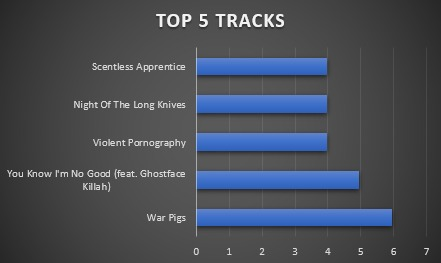 TOP 5 TRACKS
Scentless Apprentice
Night Of The Long Knives
Violent Pornography
You Know I'm No Good (feat. Ghostface
Killah)
War Pigs
0 1 2 3 4 5 6 7